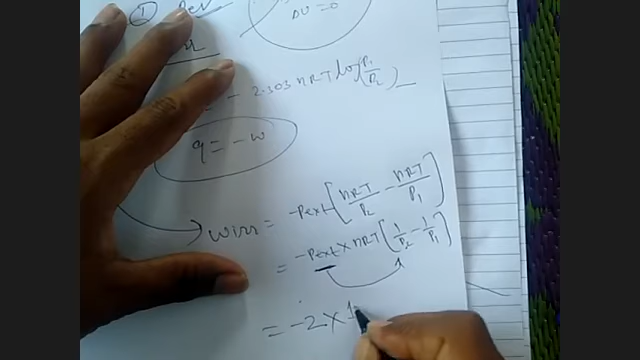 ① Rev
ΔU = 0
- 2.303 nRT log(P1/P2)
q = -w
wirr = -Pext [nRT/P2 - nRT/P1]
= -Pext × nRT [1/P2 - 1/P1]
= -2 × 1